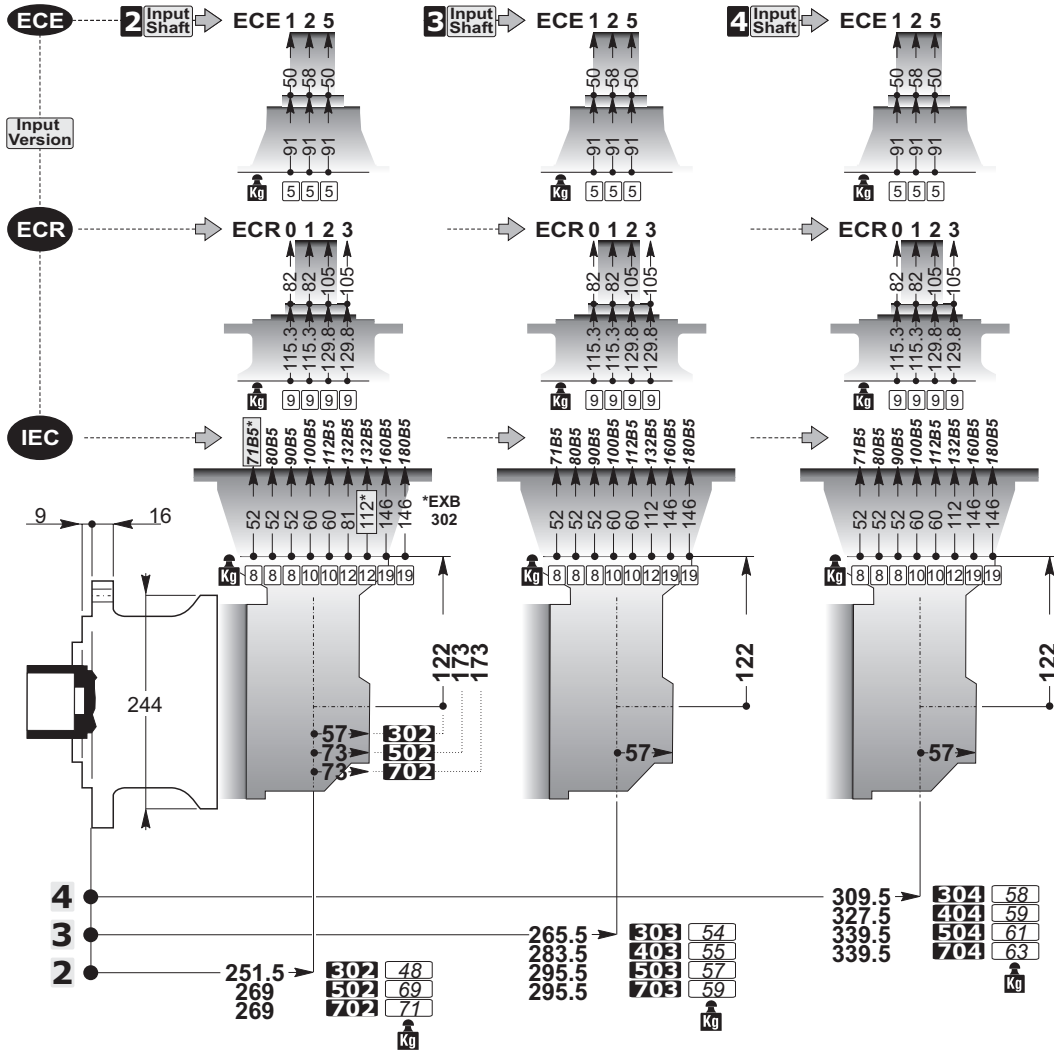 ECE 2 Input Shaft ECE 1 2 5 3 Input Shaft ECE 1 2 5 4 Input Shaft ECE 1 2 5
50 58 50 50 58 50 50 58 50
Input Version
91 91 91 91 91 91 91 91 91
Kg 5 5 5 Kg 5 5 5 Kg 5 5 5
ECR ECR 0 1 2 3 ECR 0 1 2 3 ECR 0 1 2 3
82 82 105 105 82 82 105 105 82 82 105 105
115.3 115.3 129.8 129.8 115.3 115.3 129.8 129.8 115.3 115.3 129.8 129.8
Kg 9 9 9 9 Kg 9 9 9 9 Kg 9 9 9 9
IEC 71B5* 80B5 90B5 100B5 112B5 132B5 132B5 160B5 180B5 71B5 80B5 90B5 100B5 112B5 132B5 160B5 180B5 71B5 80B5 90B5 100B5 112B5 132B5 160B5 180B5
9 16 52 52 52 60 60 81 112* 146 146 *EXB 302 52 52 52 60 60 112 146 146 52 52 52 60 60 112 146 146
Kg 8 8 8 10 10 12 12 19 19 Kg 8 8 8 10 10 12 19 19 Kg 8 8 8 10 10 12 19 19
122 173 173 122 122
244
57 302
73 502 57 57
73 702
4 309.5 304 58
327.5 404 59
339.5 504 61
339.5 704 63
Kg
3 265.5 303 54
283.5 403 55
295.5 503 57
295.5 703 59
Kg
2 251.5 302 48
269 502 69
269 702 71
Kg